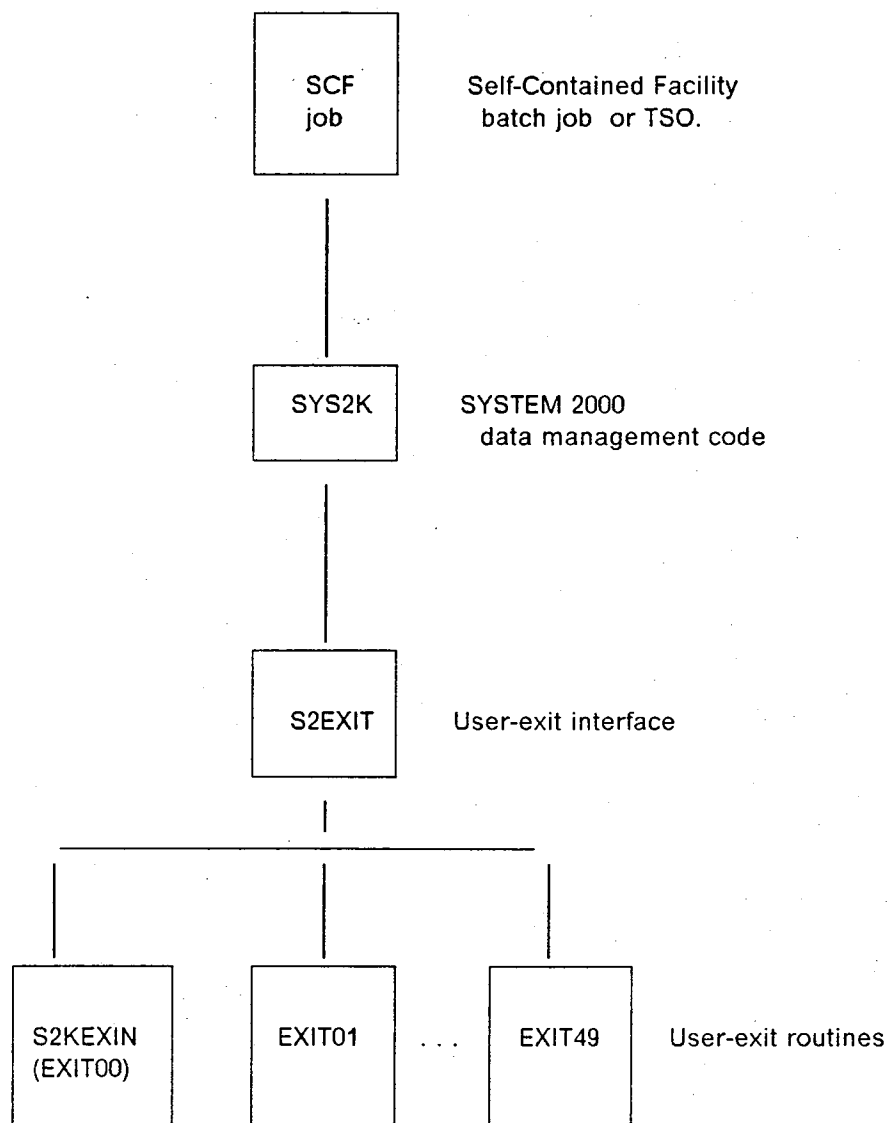 SCF
job
Self-Contained Facility
batch job or TSO.
SYS2K
SYSTEM 2000
data management code
S2EXIT
User-exit interface
S2KEXIN
(EXIT00)
EXIT01
. . .
EXIT49
User-exit routines